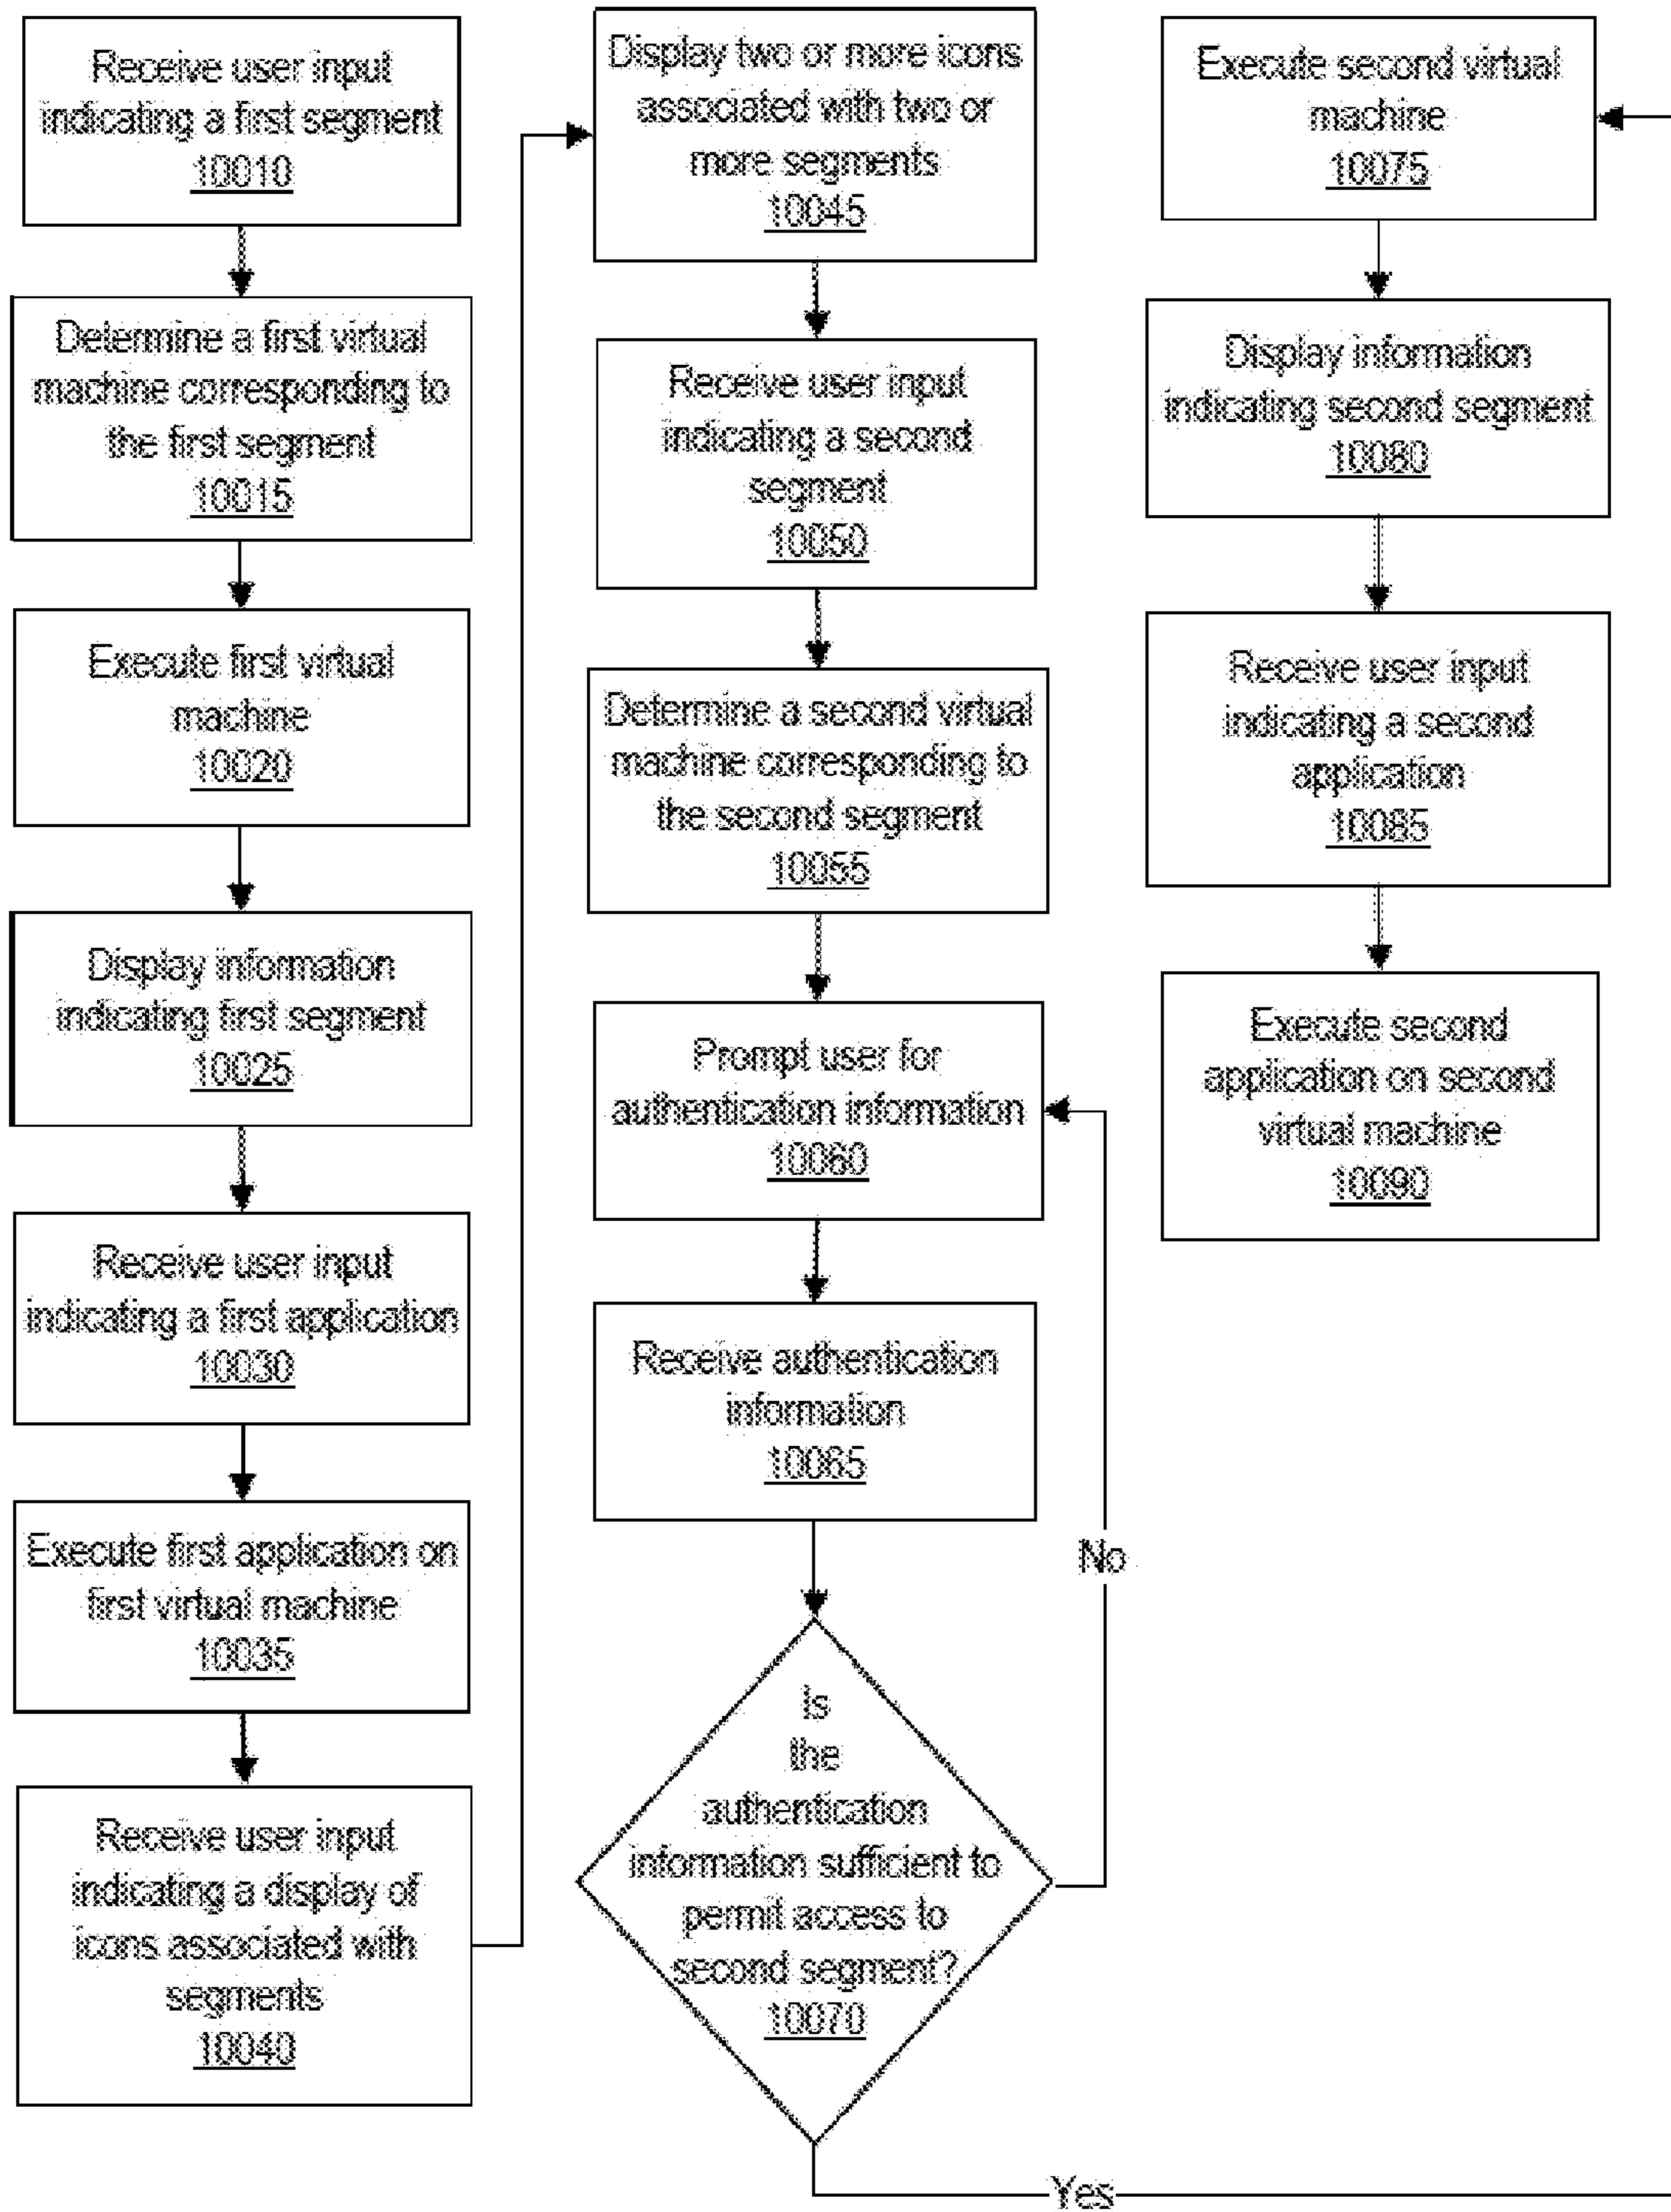 Receive user input
indicating a first segment
10010
Determine a first virtual
machine corresponding to
the first segment
10015
Execute first virtual
machine
10020
Display information
indicating first segment
10025
Receive user input
indicating a first application
10030
Execute first application on
first virtual machine
10035
Receive user input
indicating a display of
icons associated with
segments
10040
Display two or more icons
associated with two or
more segments
10045
Receive user input
indicating a second
segment
10050
Determine a second virtual
machine corresponding to
the second segment
10055
Prompt user for
authentication information
10060
Receive authentication
information
10065
Is
the
authentication
information sufficient to
permit access to
second segment?
10070
No
Yes
Execute second virtual
machine
10075
Display information
indicating second segment
10080
Receive user input
indicating a second
application
10085
Execute second
application on second
virtual machine
10090